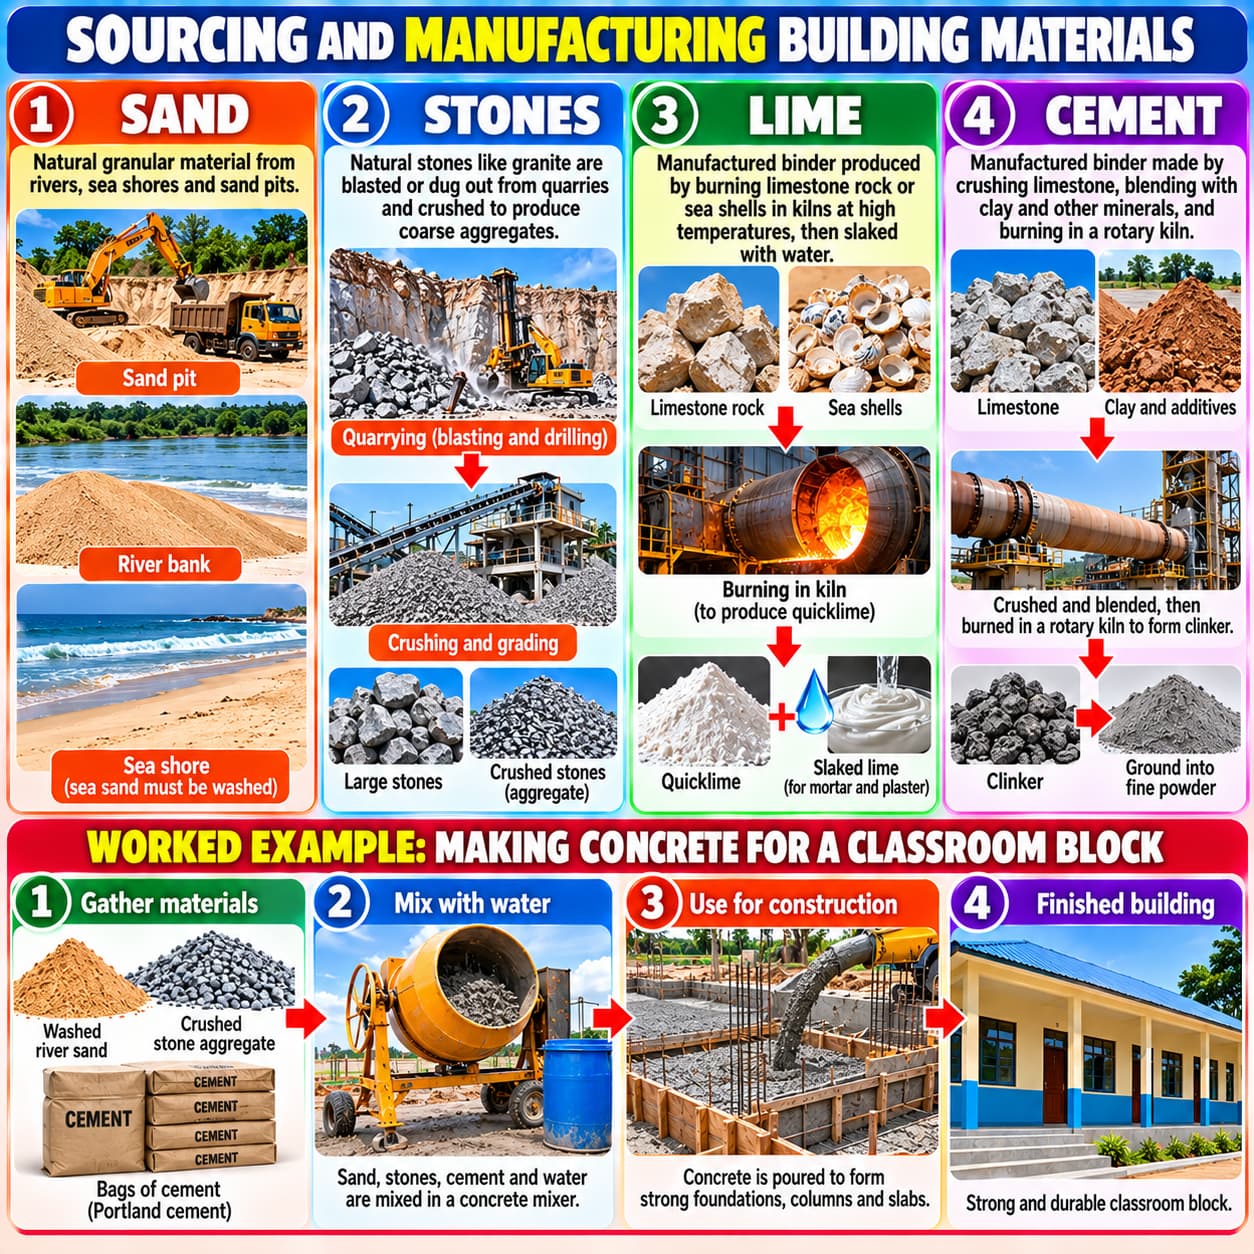 SOURCING AND MANUFACTURING BUILDING MATERIALS
1 SAND
Natural granular material from
rivers, sea shores and sand pits.
Sand pit
River bank
Sea shore
(sea sand must be washed)
2 STONES
Natural stones like granite are
blasted or dug out from quarries
and crushed to produce
coarse aggregates.
Quarrying (blasting and drilling)
Crushing and grading
Large stones
Crushed stones
(aggregate)
3 LIME
Manufactured binder produced
by burning limestone rock or
sea shells in kilns at high
temperatures, then slaked
with water.
Limestone rock
Sea shells
Burning in kiln
(to produce quicklime)
+
Quicklime
Slaked lime
(for mortar and plaster)
4 CEMENT
Manufactured binder made by
crushing limestone, blending with
clay and other minerals, and
burning in a rotary kiln.
Limestone
Clay and additives
Crushed and blended, then
burned in a rotary kiln to form clinker.
Clinker
Ground into
fine powder
WORKED EXAMPLE: MAKING CONCRETE FOR A CLASSROOM BLOCK
1 Gather materials
Washed
river sand
Crushed
stone aggregate
CEMENT
CEMENT
CEMENT
CEMENT
CEMENT
Bags of cement
(Portland cement)
2 Mix with water
Sand, stones, cement and water
are mixed in a concrete mixer.
3 Use for construction
Concrete is poured to form
strong foundations, columns and slabs.
4 Finished building
Strong and durable classroom block.